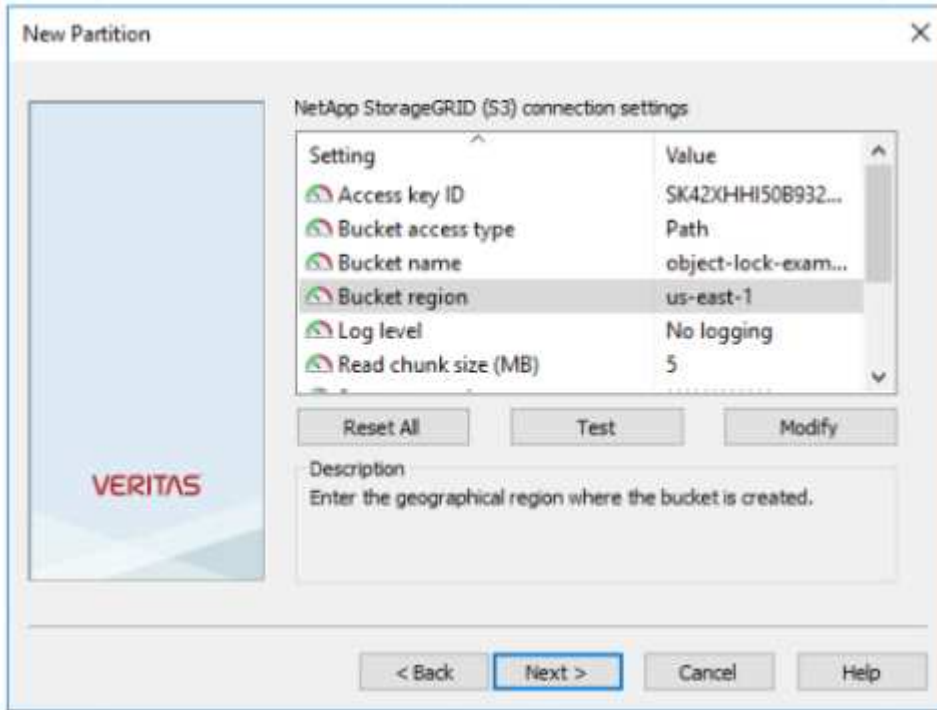 New Partition
NetApp StorageGRID (S3) connection settings
Setting Value
Access key ID SK42XHHI50B932...
Bucket access type Path
Bucket name object-lock-exam...
Bucket region us-east-1
Log level No logging
Read chunk size (MB) 5
Reset All Test Modify
Description
Enter the geographical region where the bucket is created.
VERITAS
< Back Next > Cancel Help